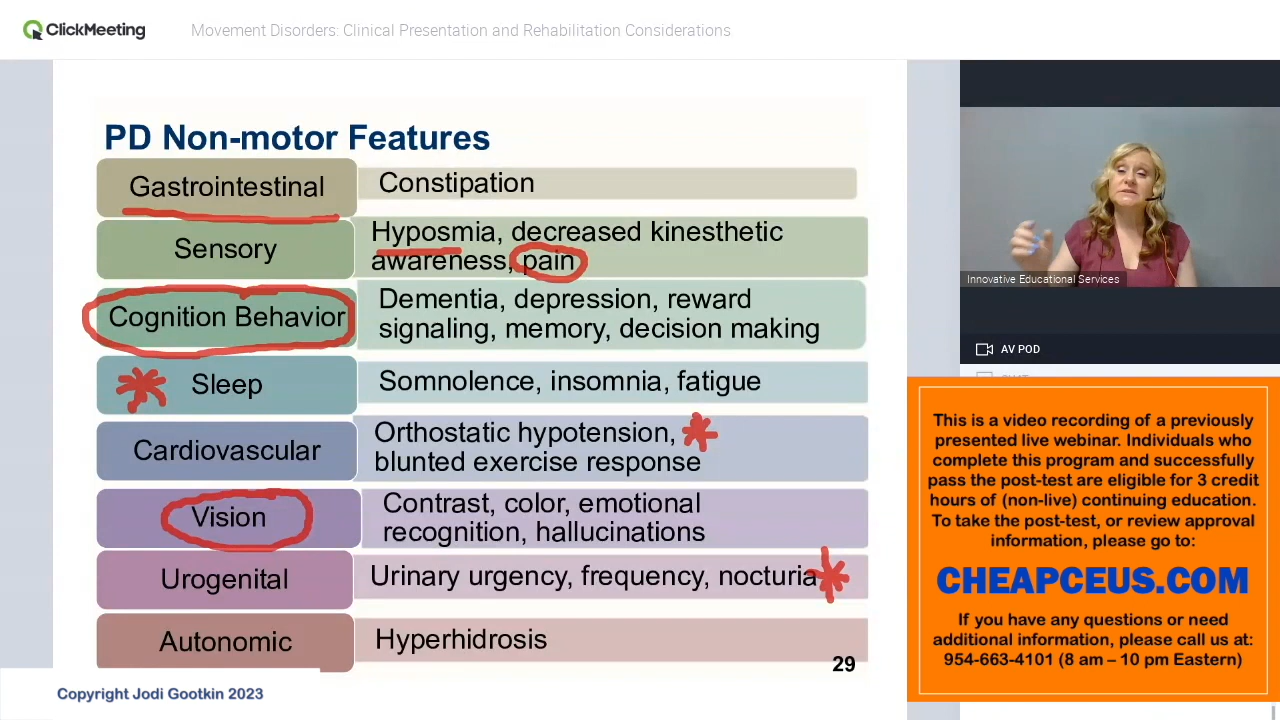 ClickMeeting
Movement Disorders: Clinical Presentation and Rehabilitation Considerations
PD Non-motor Features
Gastrointestinal
Constipation
Sensory
Hyposmia, decreased kinesthetic
awareness, pain
Cognition Behavior
Dementia, depression, reward
signaling, memory, decision making
Sleep
Somnolence, insomnia, fatigue
Cardiovascular
Orthostatic hypotension,
blunted exercise response
Vision
Contrast, color, emotional
recognition, hallucinations
Urogenital
Urinary urgency, frequency, nocturia
Autonomic
Hyperhidrosis
29
Copyright Jodi Gootkin 2023
Innovative Educational Services
AV POD
This is a video recording of a previously
presented live webinar. Individuals who
complete this program and successfully
pass the post-test are eligible for 3 credit
hours of (non-live) continuing education.
To take the post-test, or review approval
information, please go to:
CHEAPCEUS.COM
If you have any questions or need
additional information, please call us at:
954-663-4101 (8 am – 10 pm Eastern)